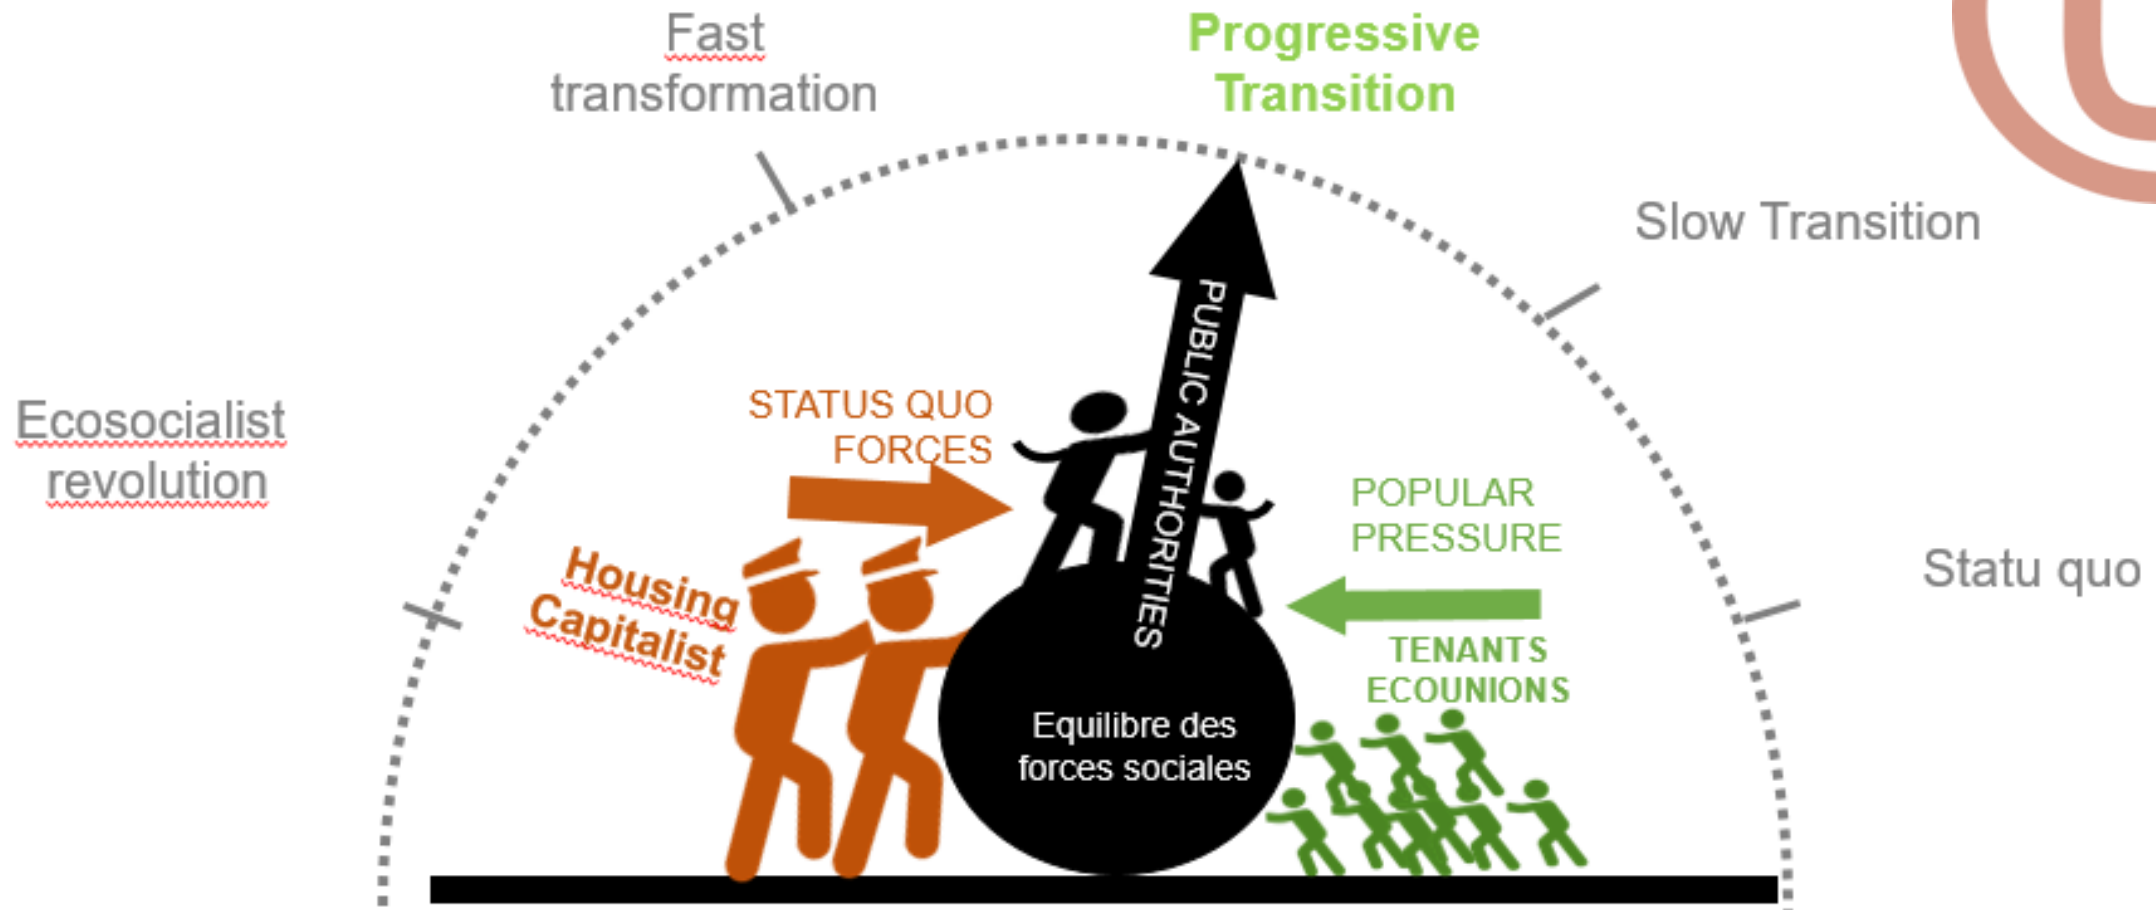 Fast
transformation
Progressive
Transition
Slow Transition
Ecosocialist
revolution
STATUS QUO
FORCES
PUBLIC AUTHORITIES
POPULAR
PRESSURE
Statu quo
Housing
Capitalist
TENANTS
ECOUNIONS
Equilibre des
forces sociales